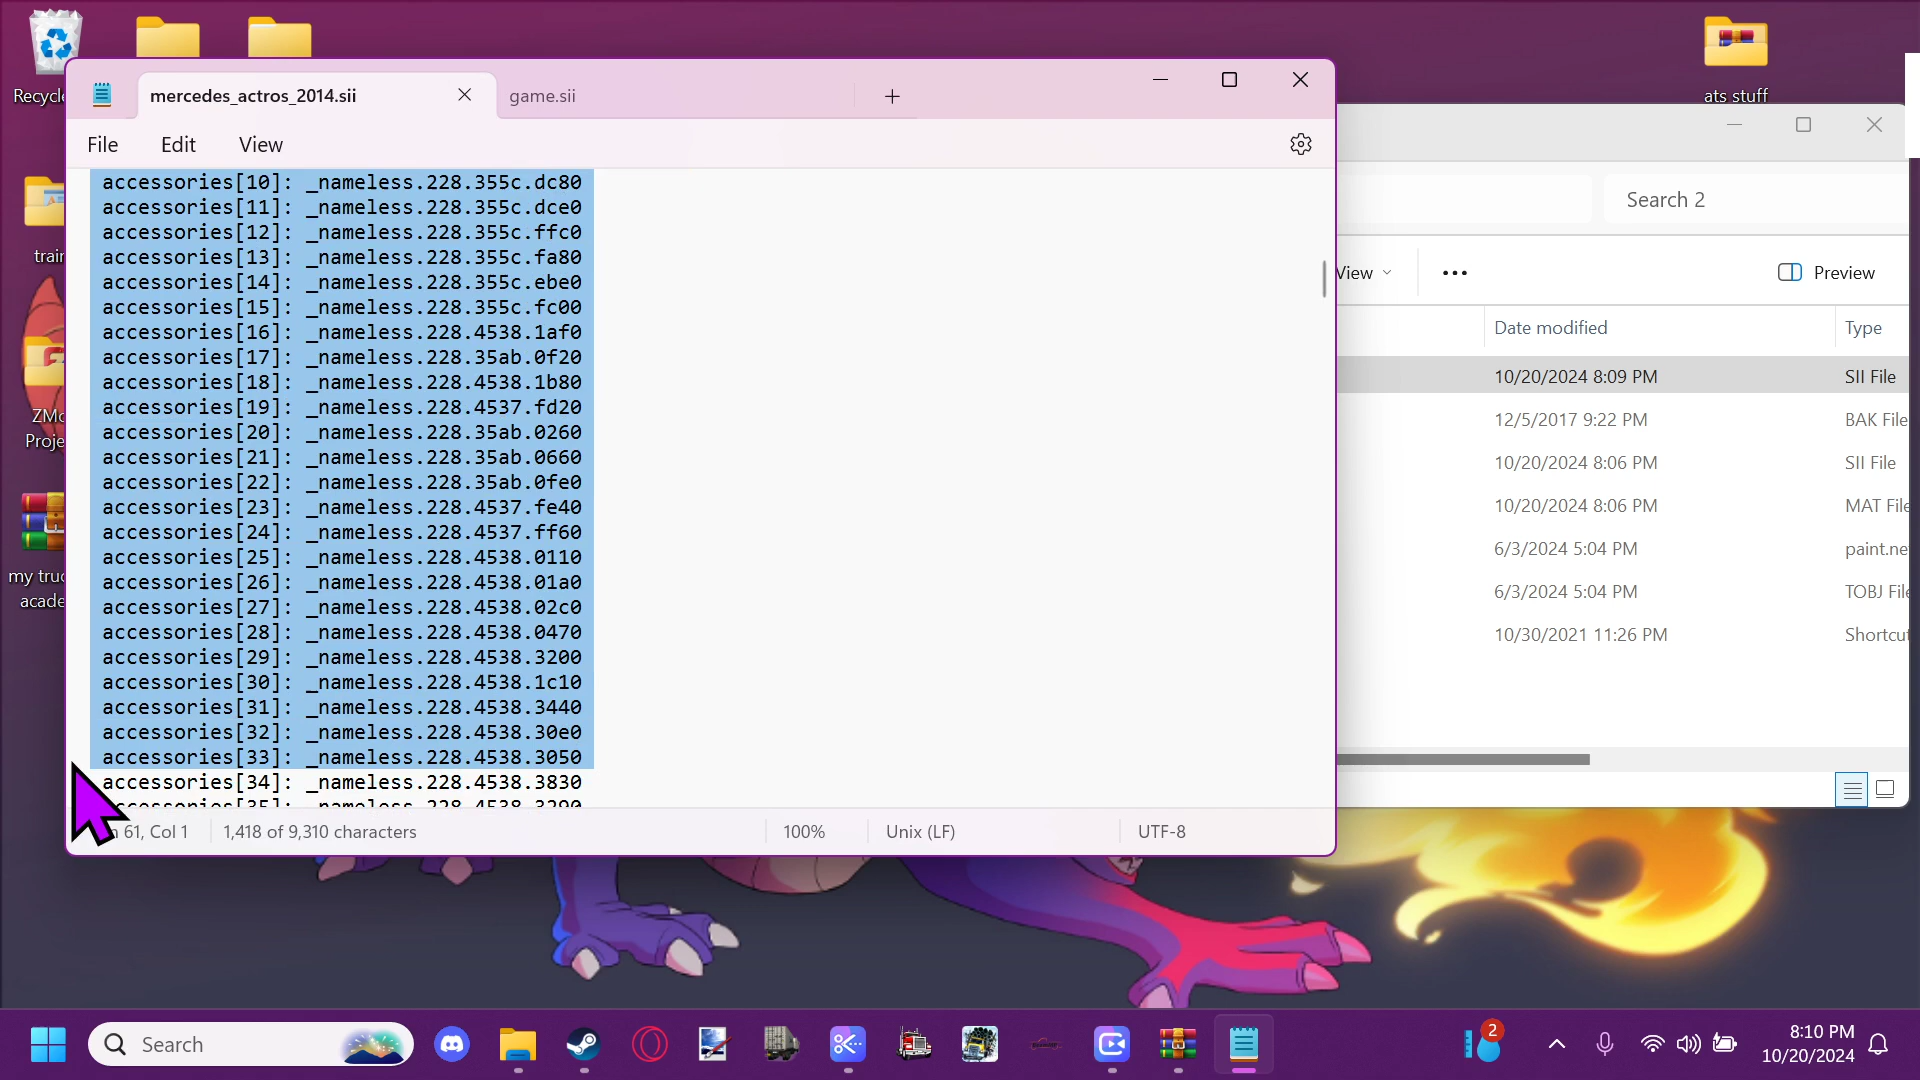 Recycle
ats stuff
mercedes_actros_2014.sii
game.sii
File
Edit
View
accessories[10]: _nameless.228.355c.dc80
accessories[11]: _nameless.228.355c.dce0
accessories[12]: _nameless.228.355c.ffc0
accessories[13]: _nameless.228.355c.fa80
accessories[14]: _nameless.228.355c.ebe0
accessories[15]: _nameless.228.355c.fc00
accessories[16]: _nameless.228.4538.1af0
accessories[17]: _nameless.228.35ab.0f20
accessories[18]: _nameless.228.4538.1b80
accessories[19]: _nameless.228.4537.fd20
accessories[20]: _nameless.228.35ab.0260
accessories[21]: _nameless.228.35ab.0660
accessories[22]: _nameless.228.35ab.0fe0
accessories[23]: _nameless.228.4537.fe40
accessories[24]: _nameless.228.4537.ff60
accessories[25]: _nameless.228.4538.0110
accessories[26]: _nameless.228.4538.01a0
accessories[27]: _nameless.228.4538.02c0
accessories[28]: _nameless.228.4538.0470
accessories[29]: _nameless.228.4538.3200
accessories[30]: _nameless.228.4538.1c10
accessories[31]: _nameless.228.4538.3440
accessories[32]: _nameless.228.4538.30e0
accessories[33]: _nameless.228.4538.3050
accessories[34]: _nameless.228.4538.3830
61, Col 1
1,418 of 9,310 characters
100%
Unix (LF)
UTF-8
Search 2
View
Preview
Date modified
Type
10/20/2024 8:09 PM
SII File
12/5/2017 9:22 PM
BAK File
10/20/2024 8:06 PM
SII File
10/20/2024 8:06 PM
MAT File
6/3/2024 5:04 PM
paint.ne
6/3/2024 5:04 PM
TOBJ File
10/30/2021 11:26 PM
Shortcut
train
ZMo
Proje
my truc
acade
Search
2
8:10 PM
10/20/2024